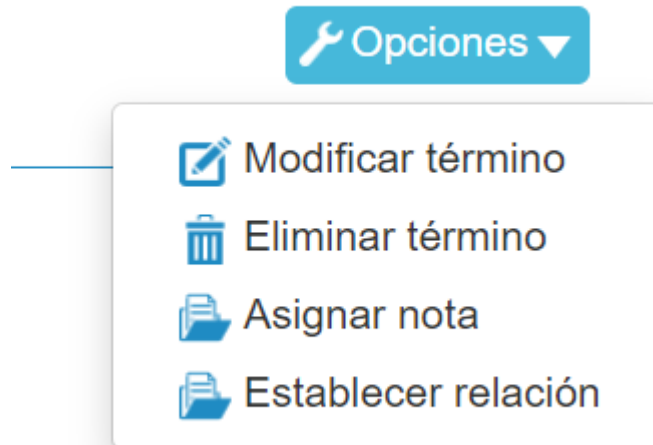 Opciones
Modificar término
Eliminar término
Asignar nota
Establecer relación